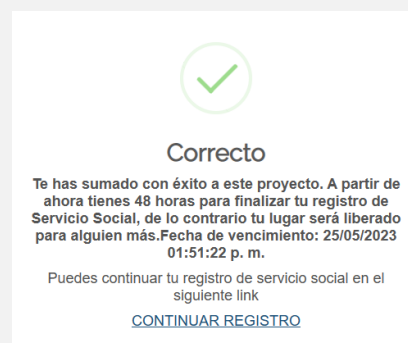 Correcto
Te has sumado con éxito a este proyecto. A partir de
ahora tienes 48 horas para finalizar tu registro de
Servicio Social, de lo contrario tu lugar será liberado
para alguien más.Fecha de vencimiento: 25/05/2023
01:51:22 p. m.
Puedes continuar tu registro de servicio social en el
siguiente link
CONTINUAR REGISTRO